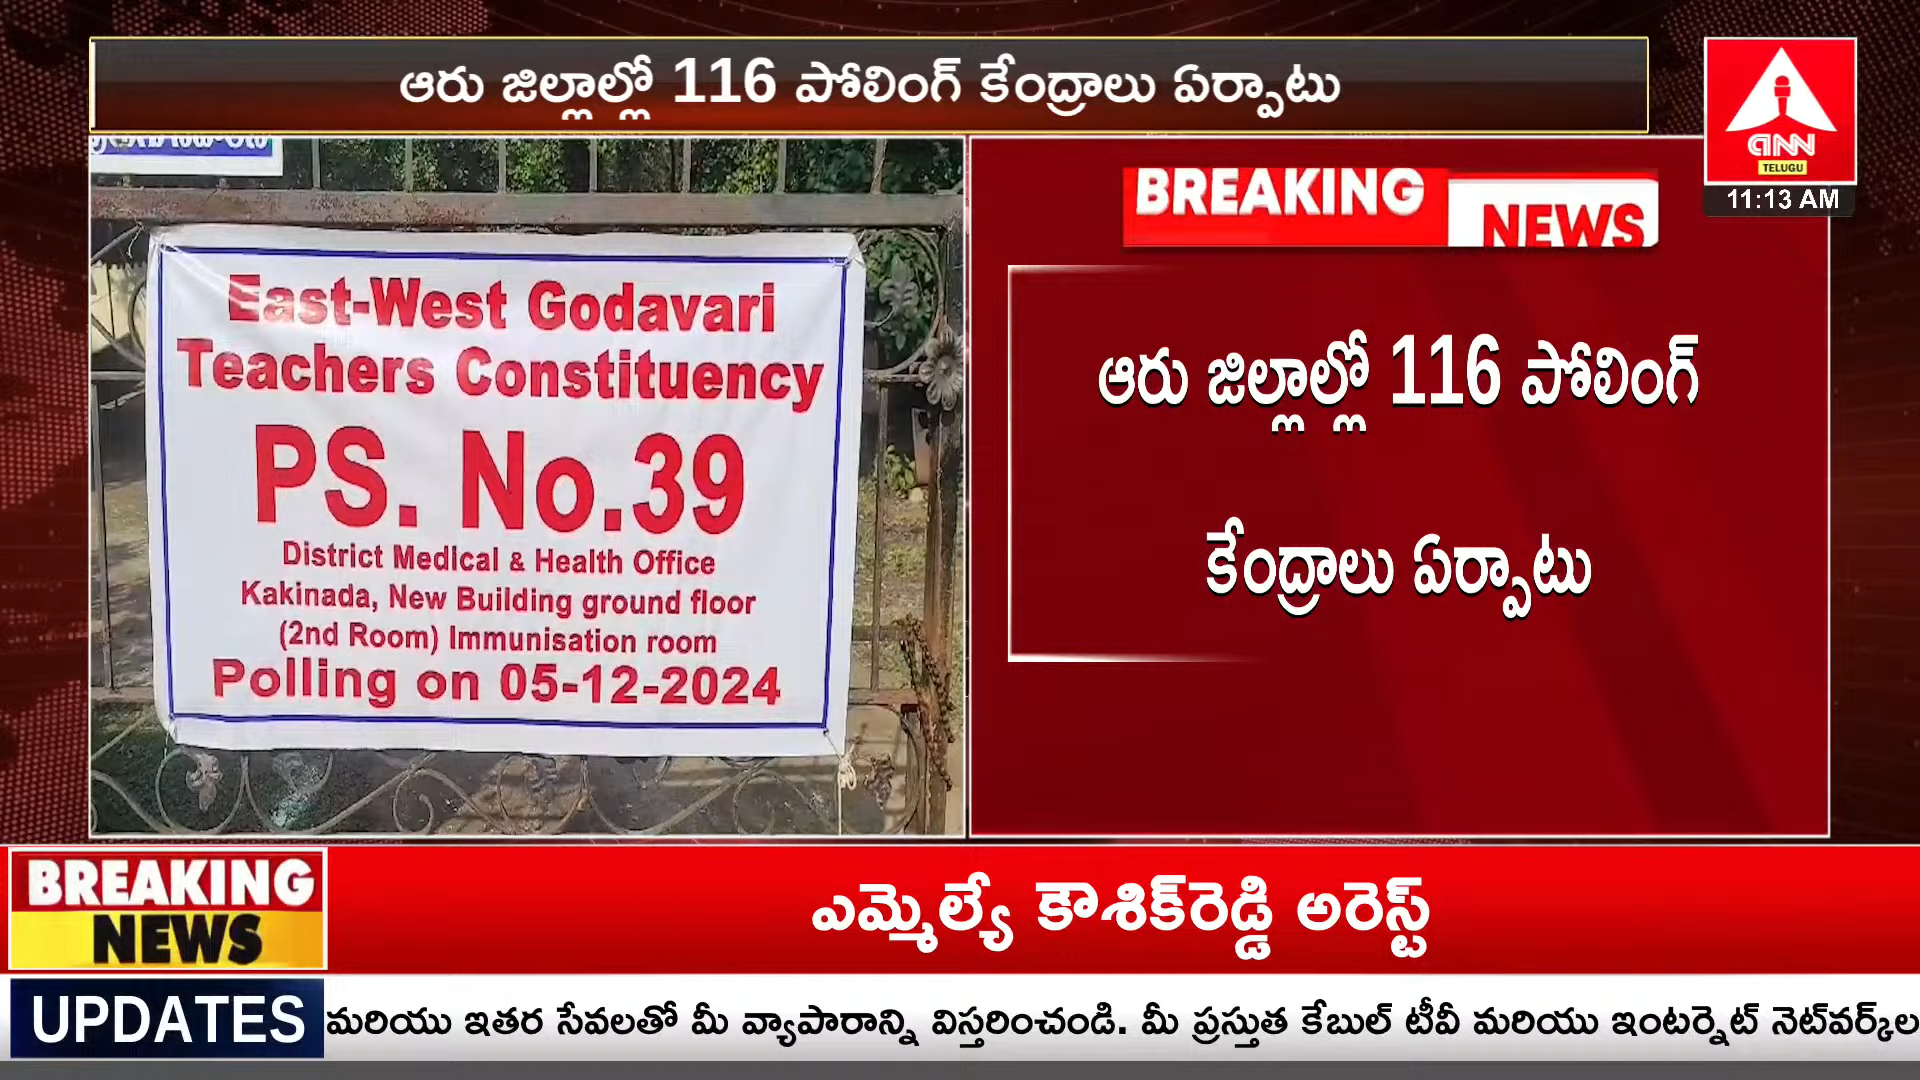 ఆరు జిల్లాల్లో 116 పోలింగ్ కేంద్రాలు ఏర్పాటు
ANN
TELUGU
11:13 AM
East-West Godavari
Teachers Constituency
PS. No.39
District Medical & Health Office
Kakinada, New Building ground floor
(2nd Room) Immunisation room
Polling on 05-12-2024
BREAKING
NEWS
ఆరు జిల్లాల్లో 116 పోలింగ్
కేంద్రాలు ఏర్పాటు
BREAKING
NEWS
ఎమ్మెల్యే కౌశిక్‌రెడ్డి అరెస్ట్
UPDATES
మరియు ఇతర సేవలతో మీ వ్యాపారాన్ని విస్తరించండి. మీ ప్రస్తుత కేబుల్ టీవీ మరియు ఇంటర్నెట్ నెట్‌వర్క్‌ల